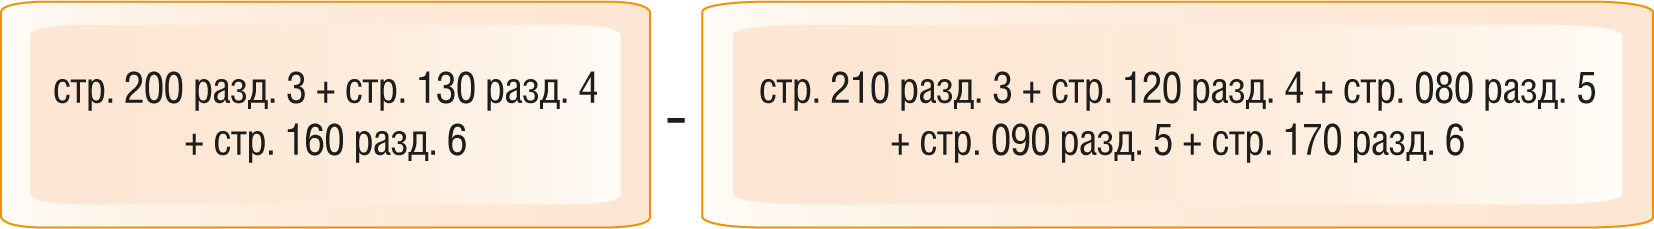 стр. 200 разд. 3 + стр. 130 разд. 4
+ стр. 160 разд. 6
-
стр. 210 разд. 3 + стр. 120 разд. 4 + стр. 080 разд. 5
+ стр. 090 разд. 5 + стр. 170 разд. 6